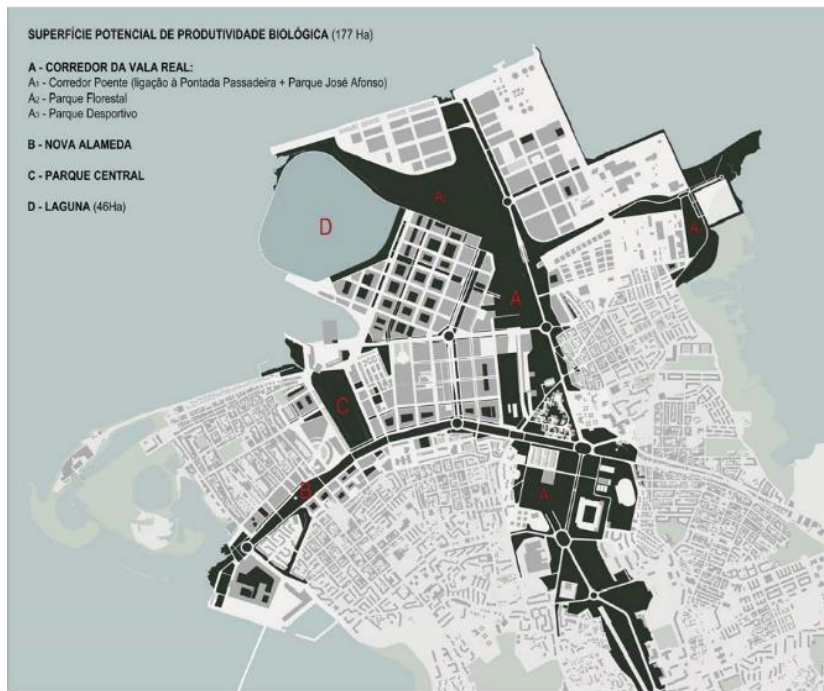 SUPERFÍCIE POTENCIAL DE PRODUTIVIDADE BIOLÓGICA (177 Ha)
A - CORREDOR DA VALA REAL:
A1 - Corredor Poente (ligação à Pontada Passadeira + Parque José Afonso)
A2 - Parque Florestal
A3 - Parque Desportivo
B - NOVA ALAMEDA
C - PARQUE CENTRAL
D - LAGUNA (46Ha)
A
A
D
A
C
B
A